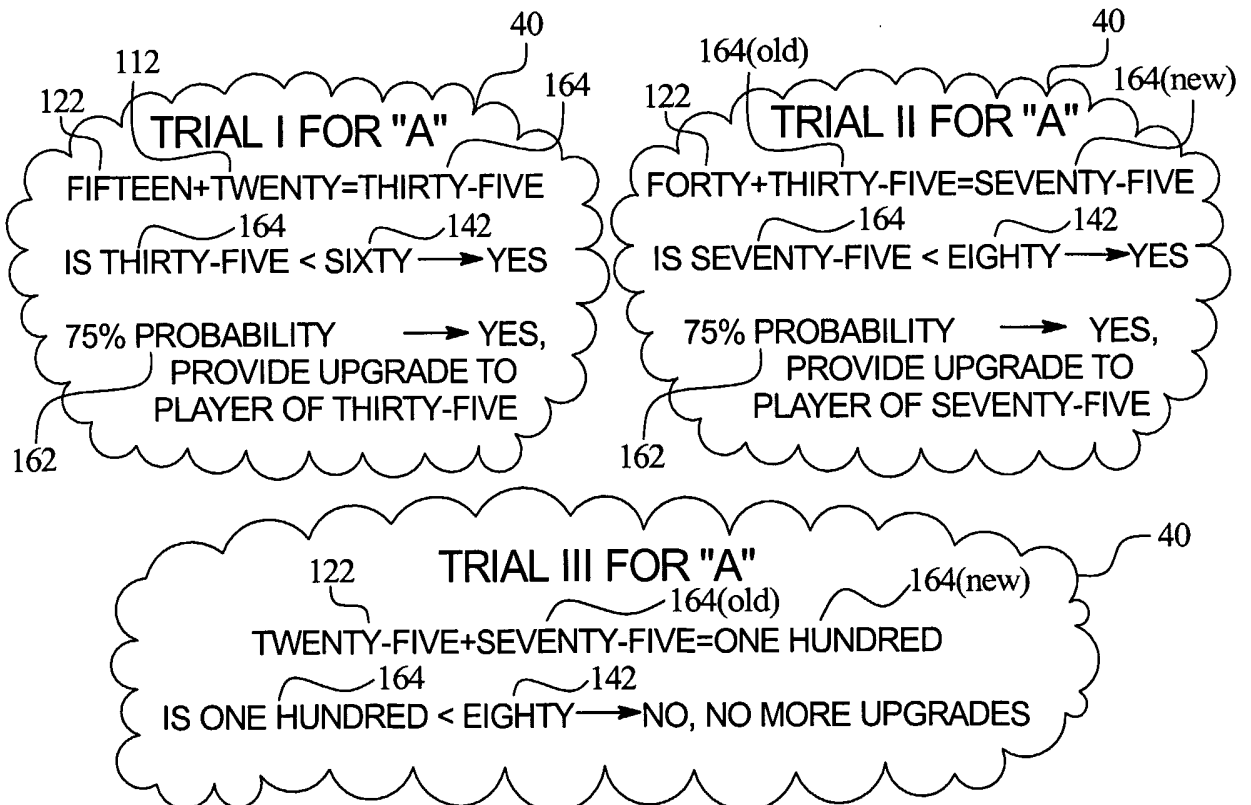 40
112
122
164
TRIAL I FOR "A"
FIFTEEN+TWENTY=THIRTY-FIVE
164
142
IS THIRTY-FIVE < SIXTY → YES
75% PROBABILITY → YES,
PROVIDE UPGRADE TO
PLAYER OF THIRTY-FIVE
162
40
164(old)
122
164(new)
TRIAL II FOR "A"
FORTY+THIRTY-FIVE=SEVENTY-FIVE
164
142
IS SEVENTY-FIVE < EIGHTY → YES
75% PROBABILITY → YES,
PROVIDE UPGRADE TO
PLAYER OF SEVENTY-FIVE
162
40
TRIAL III FOR "A"
122
164(old)
164(new)
TWENTY-FIVE+SEVENTY-FIVE=ONE HUNDRED
164
142
IS ONE HUNDRED < EIGHTY → NO, NO MORE UPGRADES